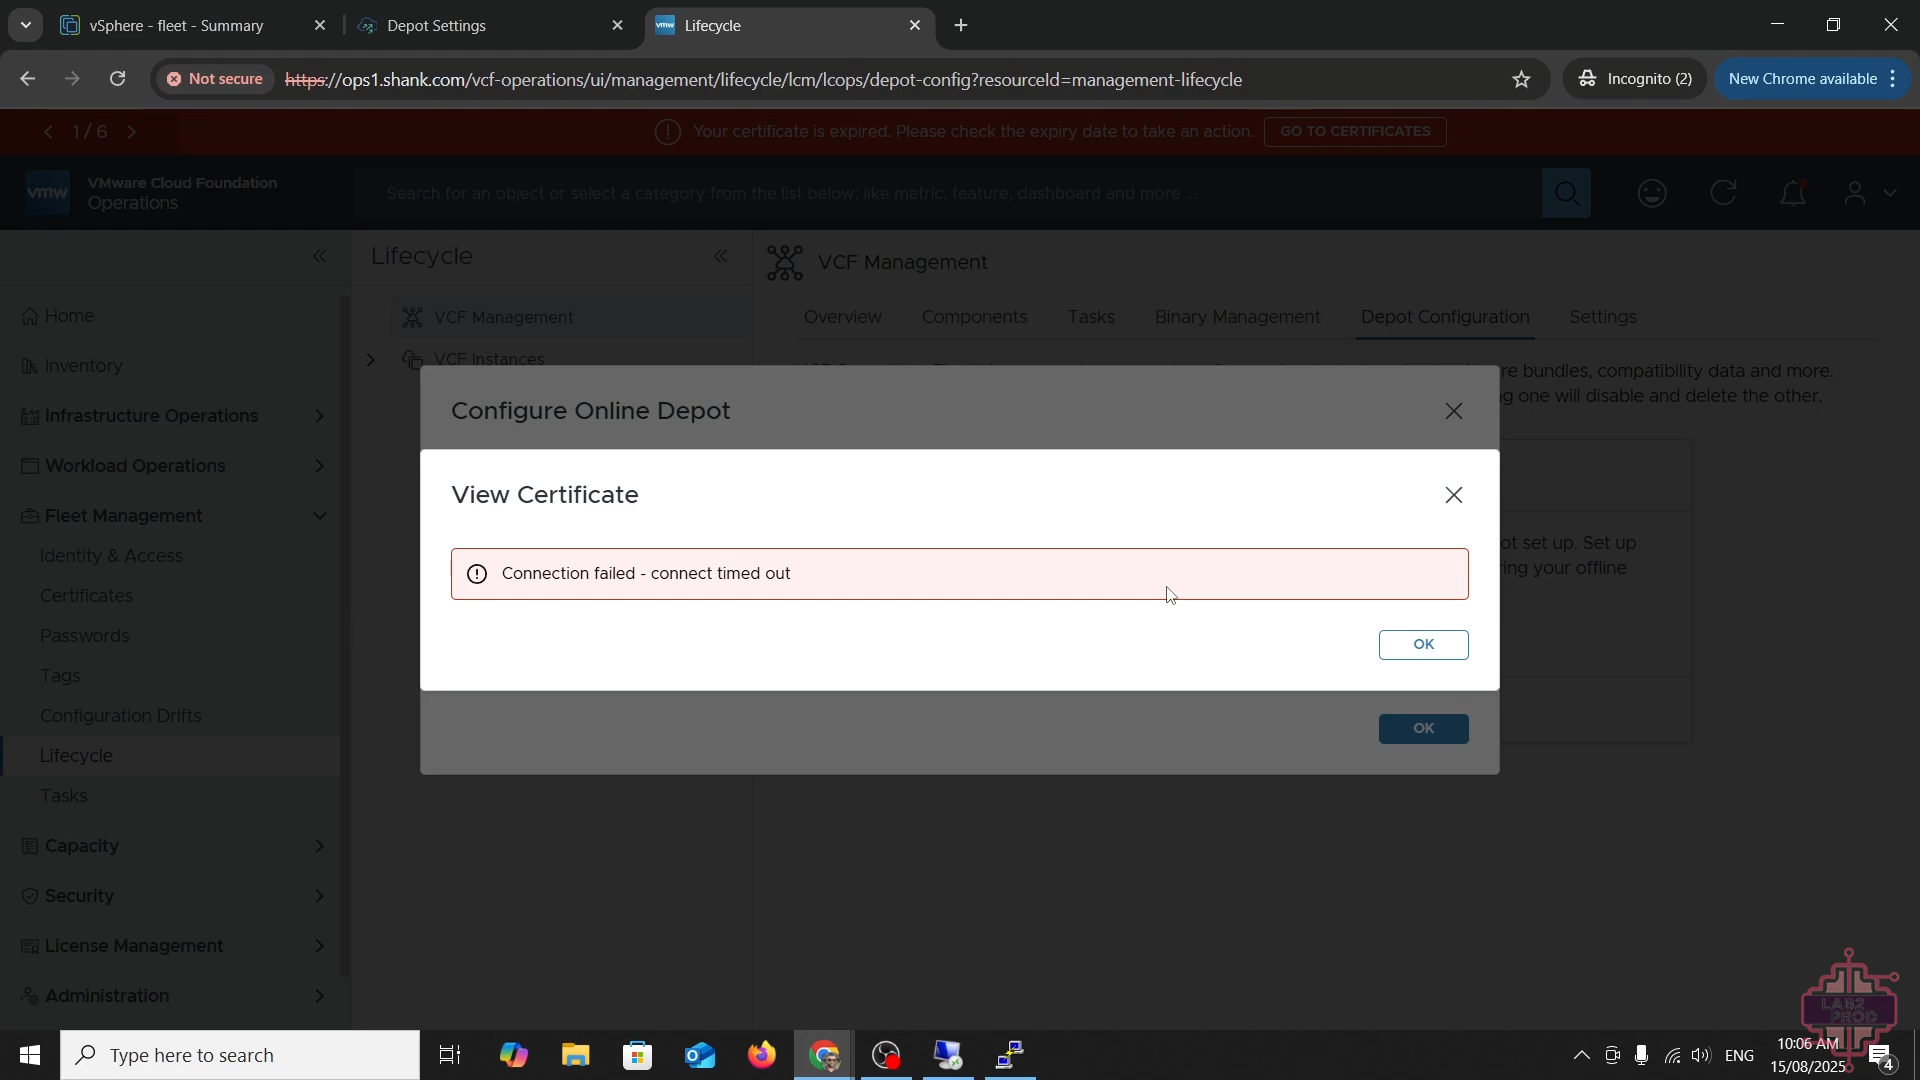 vSphere - fleet - Summary
Depot Settings
Lifecycle
Not secure
https://ops1.shank.com/vcf-operations/ui/management/lifecycle/lcm/lcops/depot-config?resourceId=management-lifecycle
Incognito (2)
New Chrome available
1 / 6
Your certificate is expired. Please check the expiry date to take an action.
GO TO CERTIFICATES
vmw
VMware Cloud Foundation
Operations
Search for an object or select a category from the list below: like metric, feature, dashboard and more ...
Lifecycle
VCF Management
VCF Instances
VCF Management
Overview
Components
Tasks
Binary Management
Depot Configuration
Settings
re bundles, compatibility data and more.
g one will disable and delete the other.
ot set up. Set up
ing your offline
Home
Inventory
Infrastructure Operations
Workload Operations
Fleet Management
Identity & Access
Certificates
Passwords
Tags
Configuration Drifts
Lifecycle
Tasks
Capacity
Security
License Management
Administration
Configure Online Depot
View Certificate
Connection failed - connect timed out
OK
OK
LAB2
PROD
Type here to search
ENG
10:06 AM
15/08/2025
4